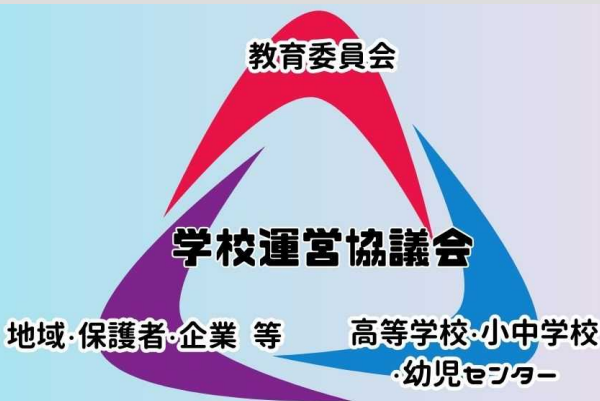 教育委員会
学校運営協議会
地域･保護者･企業 等
高等学校･小中学校
･幼児センター